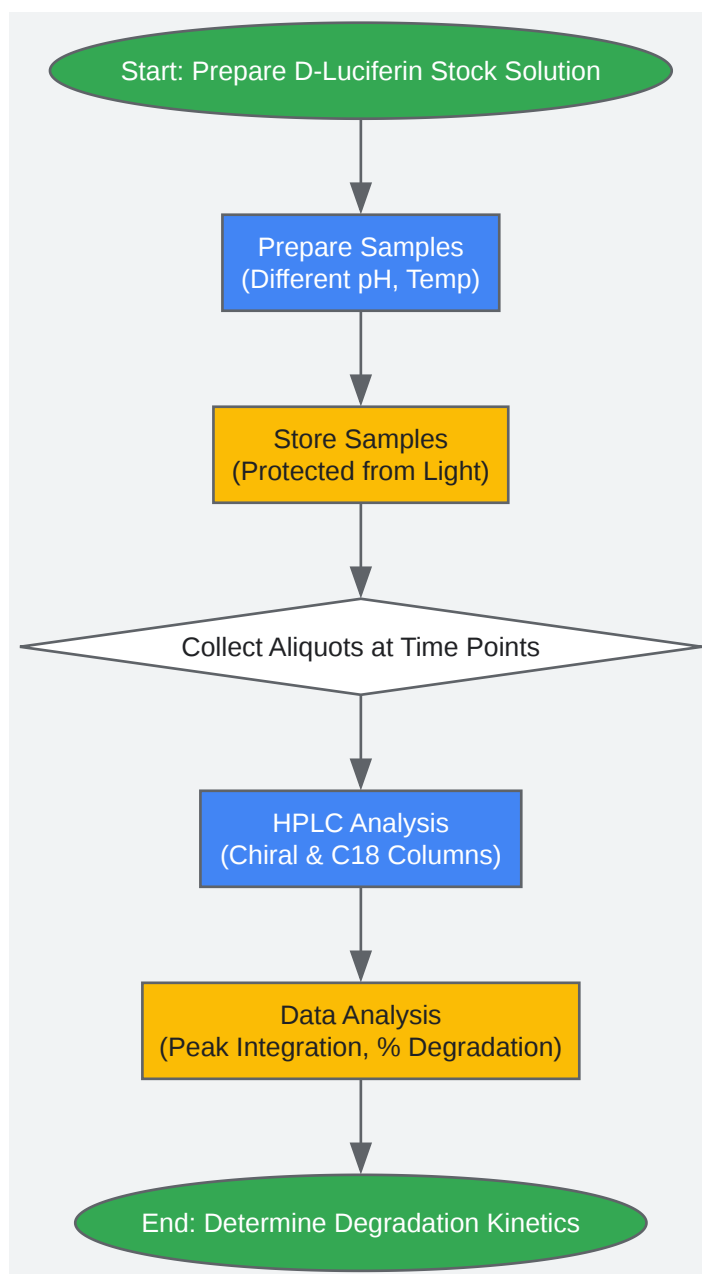 Start: Prepare D-Luciferin Stock Solution
Prepare Samples
(Different pH, Temp)
Store Samples
(Protected from Light)
Collect Aliquots at Time Points
HPLC Analysis
(Chiral & C18 Columns)
Data Analysis
(Peak Integration, % Degradation)
End: Determine Degradation Kinetics